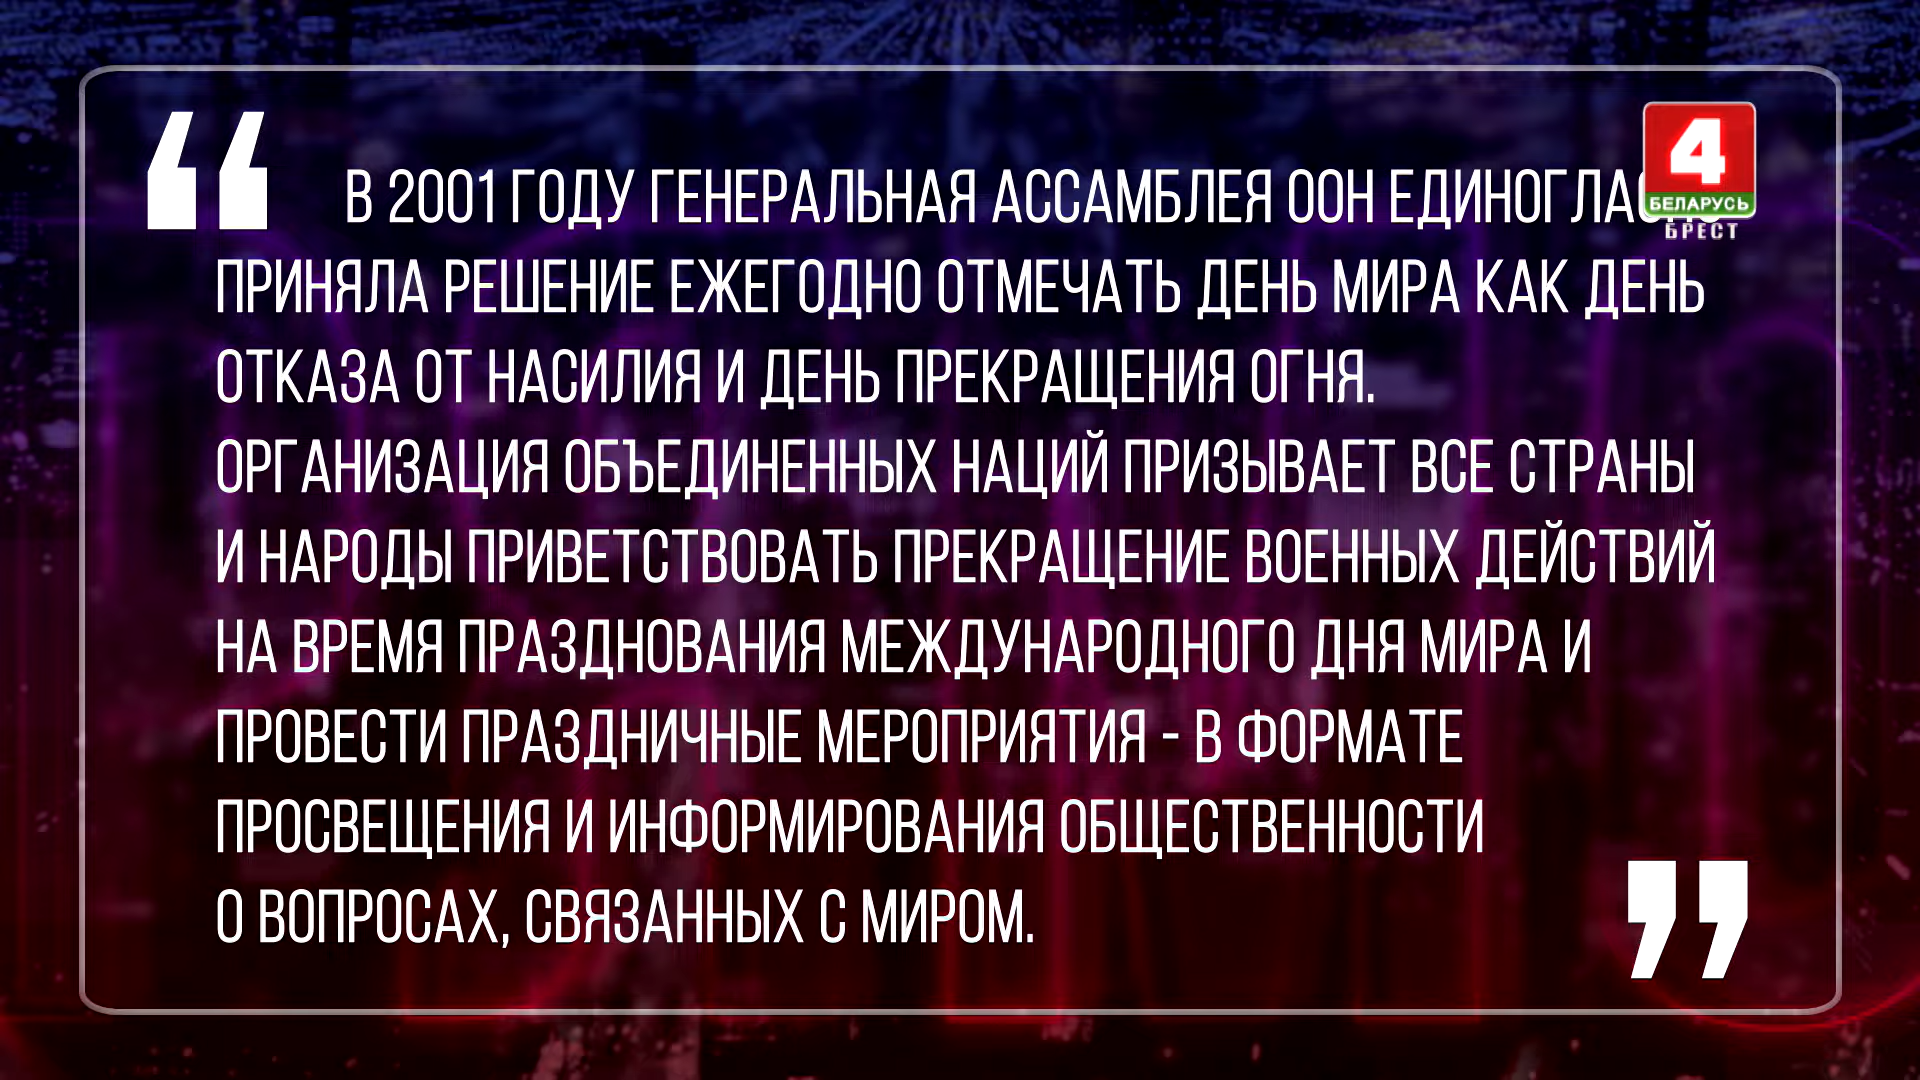 В 2001 ГОДУ ГЕНЕРАЛЬНАЯ АССАМБЛЕЯ ООН
ПРИНЯЛА РЕШЕНИЕ ЕЖЕГОДНО ОТМЕЧАТЬ ДЕНЬ МИРА КАК ДЕНЬ
ОТКАЗА ОТ НАСИЛИЯ И ДЕНЬ ПРЕКРАЩЕНИЯ ОГНЯ.
ОРГАНИЗАЦИЯ ОБЪЕДИНЕННЫХ НАЦИЙ ПРИЗЫВАЕТ ВСЕ СТРАНЫ
И НАРОДЫ ПРИВЕТСТВОВАТЬ ПРЕКРАЩЕНИЕ ВОЕННЫХ ДЕЙСТВИЙ
НА ВРЕМЯ ПРАЗДНОВАНИЯ МЕЖДУНАРОДНОГО ДНЯ МИРА И
ПРОВЕСТИ ПРАЗДНИЧНЫЕ МЕРОПРИЯТИЯ - В ФОРМАТЕ
ПРОСВЕЩЕНИЯ И ИНФОРМИРОВАНИЯ ОБЩЕСТВЕННОСТИ
О ВОПРОСАХ, СВЯЗАННЫХ С МИРОМ.
4
БЕЛАРУСЬ
БРЕСТ